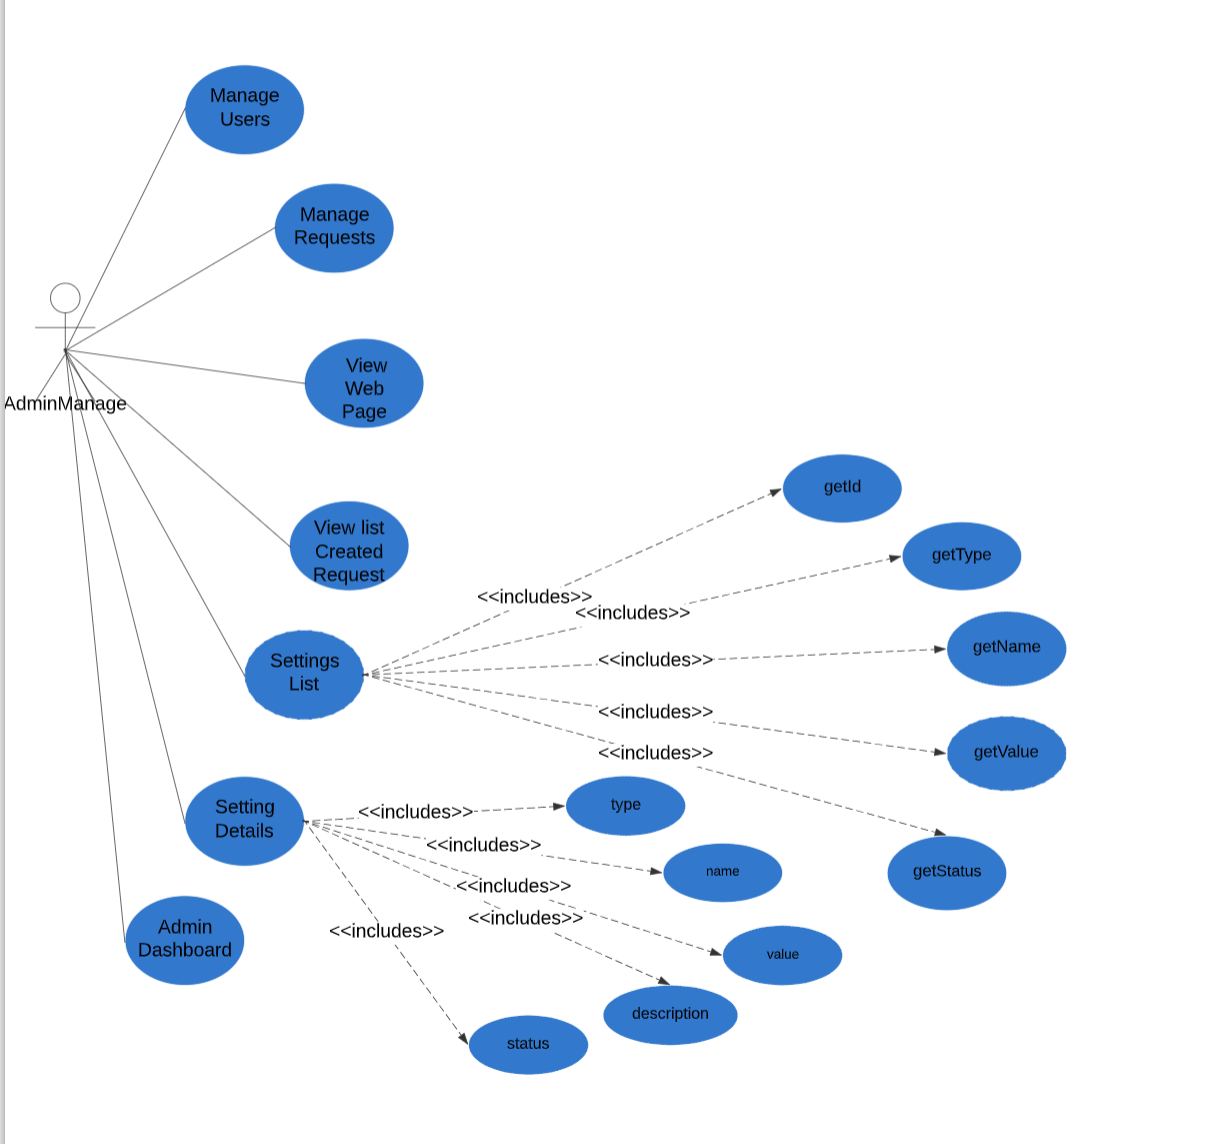 Manage
Users
Manage
Requests
View
Web
Page
AdminManage
View list
Created
Request
Settings
List
<<includes>>
<<includes>>
<<includes>>
<<includes>>
<<includes>>
getId
getType
getName
getValue
getStatus
Setting
Details
<<includes>>
<<includes>>
<<includes>>
<<includes>>
<<includes>>
type
name
value
description
status
Admin
Dashboard